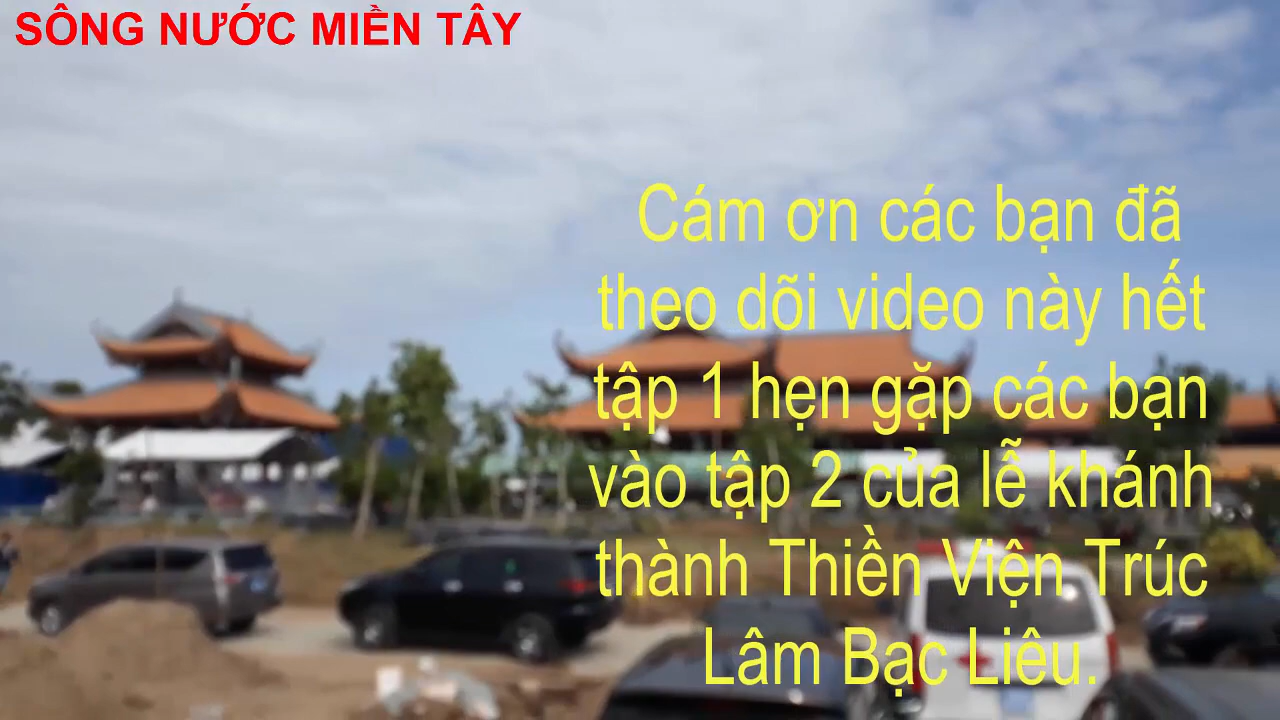 SÔNG NƯỚC MIỀN TÂY
Cám ơn các bạn đã
theo dõi video này hết
tập 1 hẹn gặp các bạn
vào tập 2 của lễ khánh
thành Thiền Viện Trúc
Lâm Bạc Liêu.